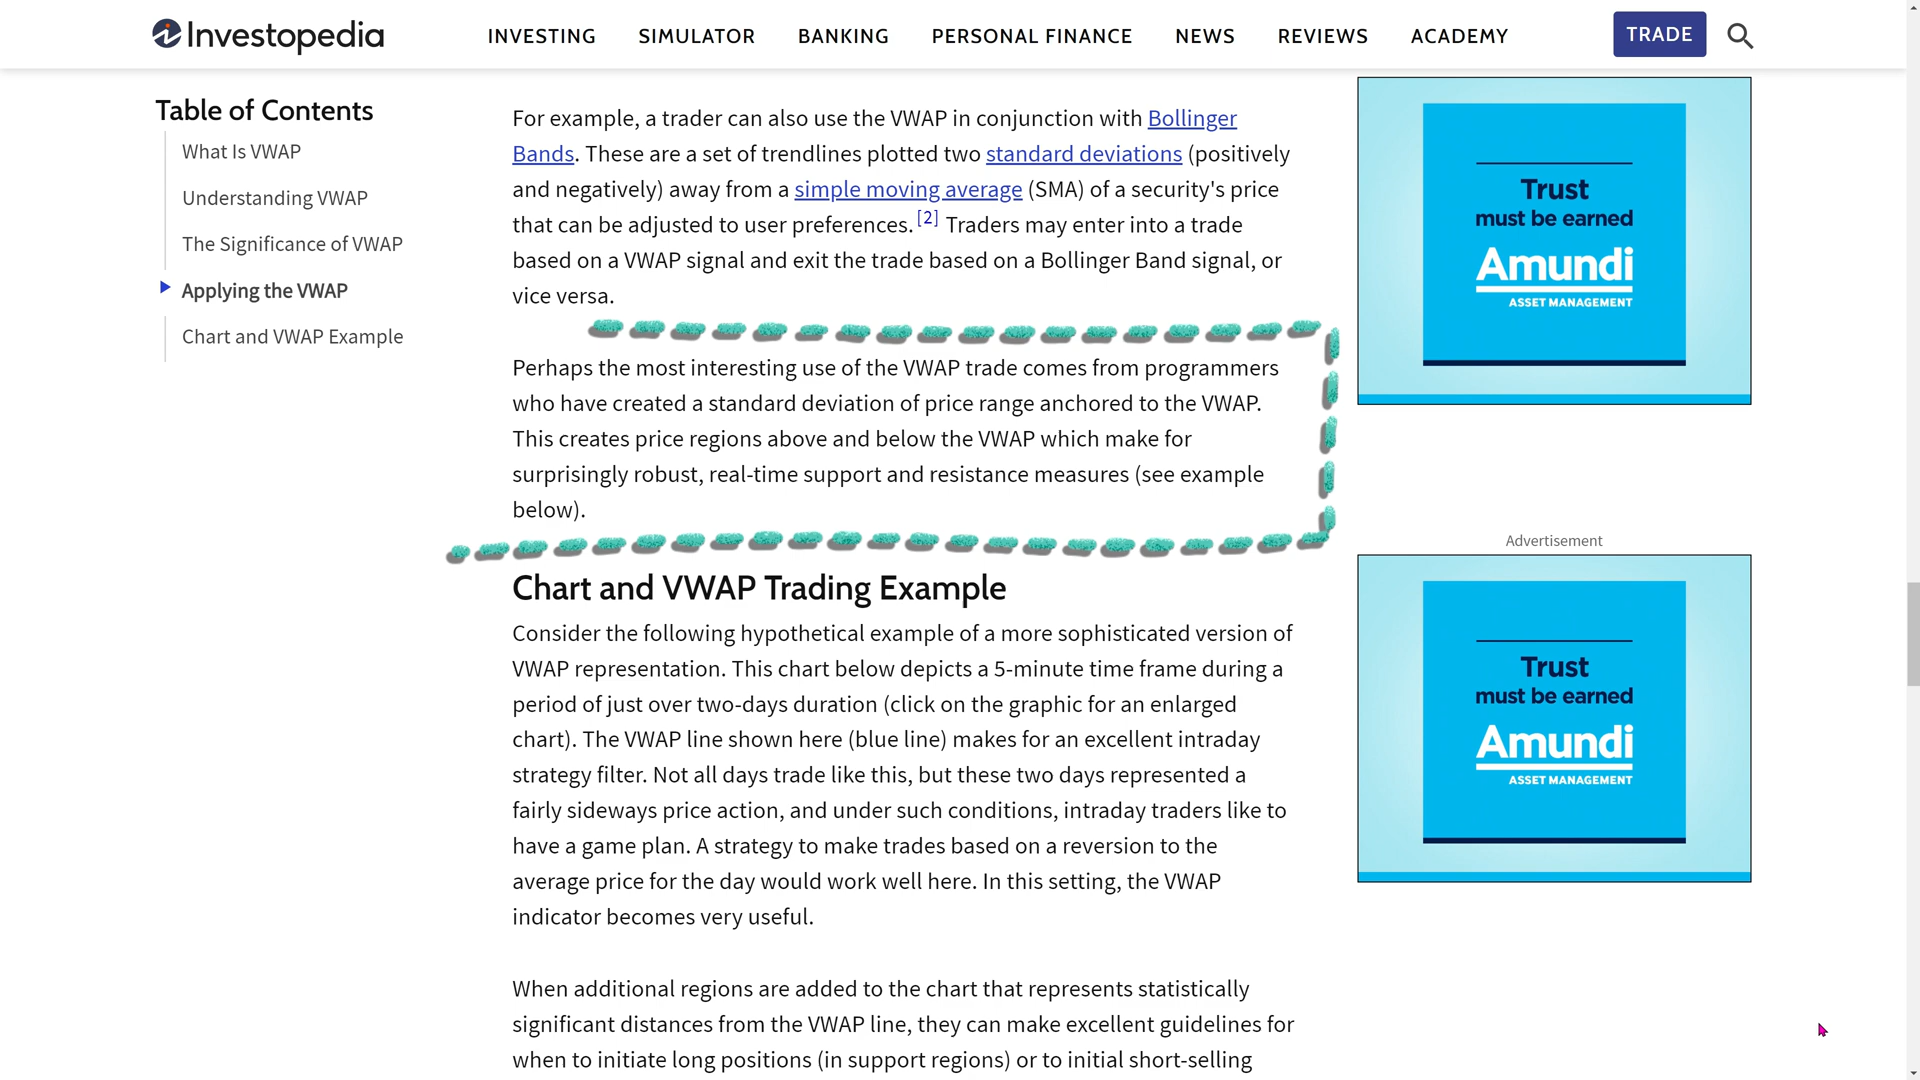 Investopedia
INVESTING SIMULATOR BANKING PERSONAL FINANCE NEWS REVIEWS ACADEMY TRADE
Table of Contents
What Is VWAP
Understanding VWAP
The Significance of VWAP
Applying the VWAP
Chart and VWAP Example
For example, a trader can also use the VWAP in conjunction with Bollinger
Bands. These are a set of trendlines plotted two standard deviations (positively
and negatively) away from a simple moving average (SMA) of a security's price
that can be adjusted to user preferences.[2] Traders may enter into a trade
based on a VWAP signal and exit the trade based on a Bollinger Band signal, or
vice versa.
Perhaps the most interesting use of the VWAP trade comes from programmers
who have created a standard deviation of price range anchored to the VWAP.
This creates price regions above and below the VWAP which make for
surprisingly robust, real-time support and resistance measures (see example
below).
Chart and VWAP Trading Example
Consider the following hypothetical example of a more sophisticated version of
VWAP representation. This chart below depicts a 5-minute time frame during a
period of just over two-days duration (click on the graphic for an enlarged
chart). The VWAP line shown here (blue line) makes for an excellent intraday
strategy filter. Not all days trade like this, but these two days represented a
fairly sideways price action, and under such conditions, intraday traders like to
have a game plan. A strategy to make trades based on a reversion to the
average price for the day would work well here. In this setting, the VWAP
indicator becomes very useful.
When additional regions are added to the chart that represents statistically
significant distances from the VWAP line, they can make excellent guidelines for
when to initiate long positions (in support regions) or to initial short-selling
Trust
must be earned
Amundi
ASSET MANAGEMENT
Advertisement
Trust
must be earned
Amundi
ASSET MANAGEMENT